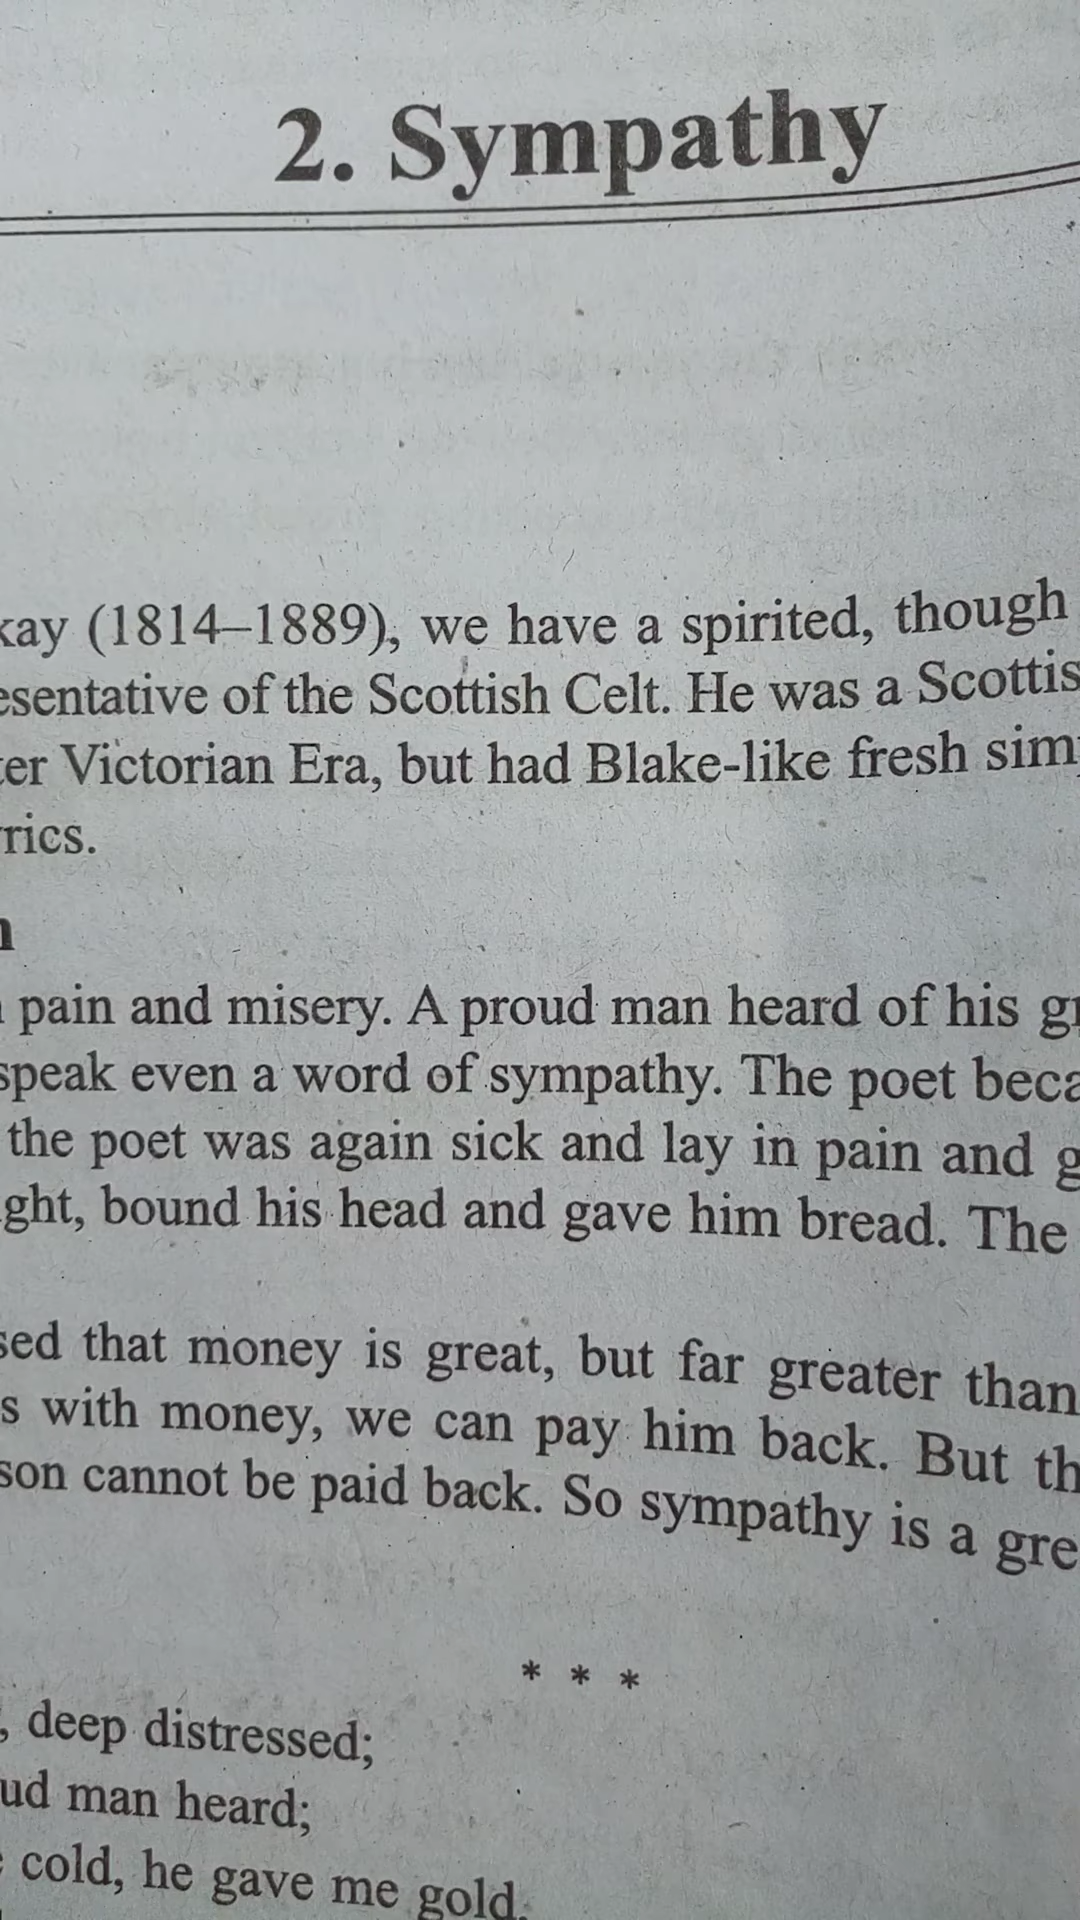 2. Sympathy
kay (1814–1889), we have a spirited, though
esentative of the Scottish Celt. He was a Scottis
er Victorian Era, but had Blake-like fresh sim
rics.
pain and misery. A proud man heard of his
speak even a word of sympathy. The poet beca
the poet was again sick and lay in pain and g
ght, bound his head and gave him bread. The
sed that money is great, but far greater than
s with money, we can pay him back. But th
son cannot be paid back. So sympathy is a gre
* * *
, deep distressed;
ud man heard;
cold, he gave me gold,